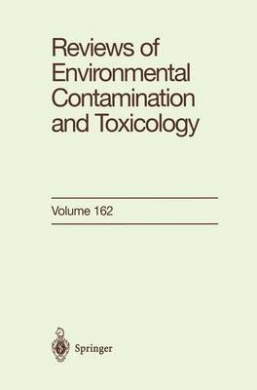 Reviews of
Environmental
Contamination
and Toxicology
Volume 162
Springer